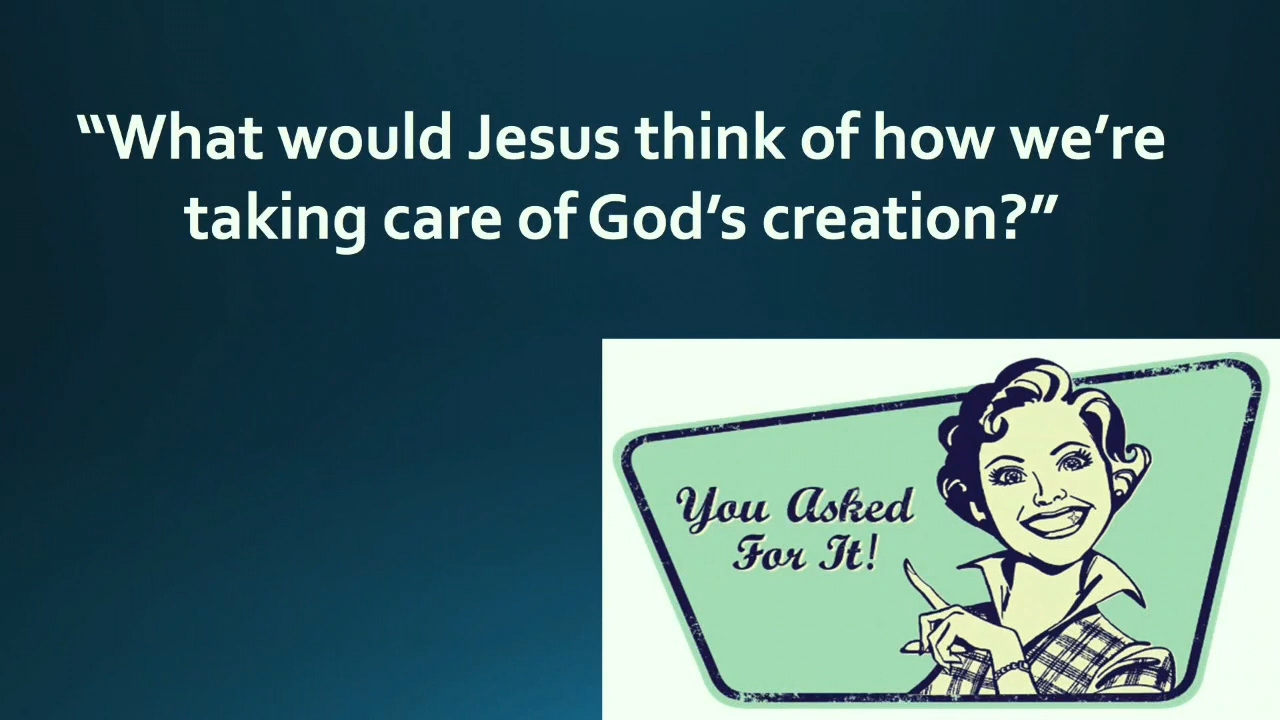 “What would Jesus think of how we’re
taking care of God’s creation?”
You Asked
For It!